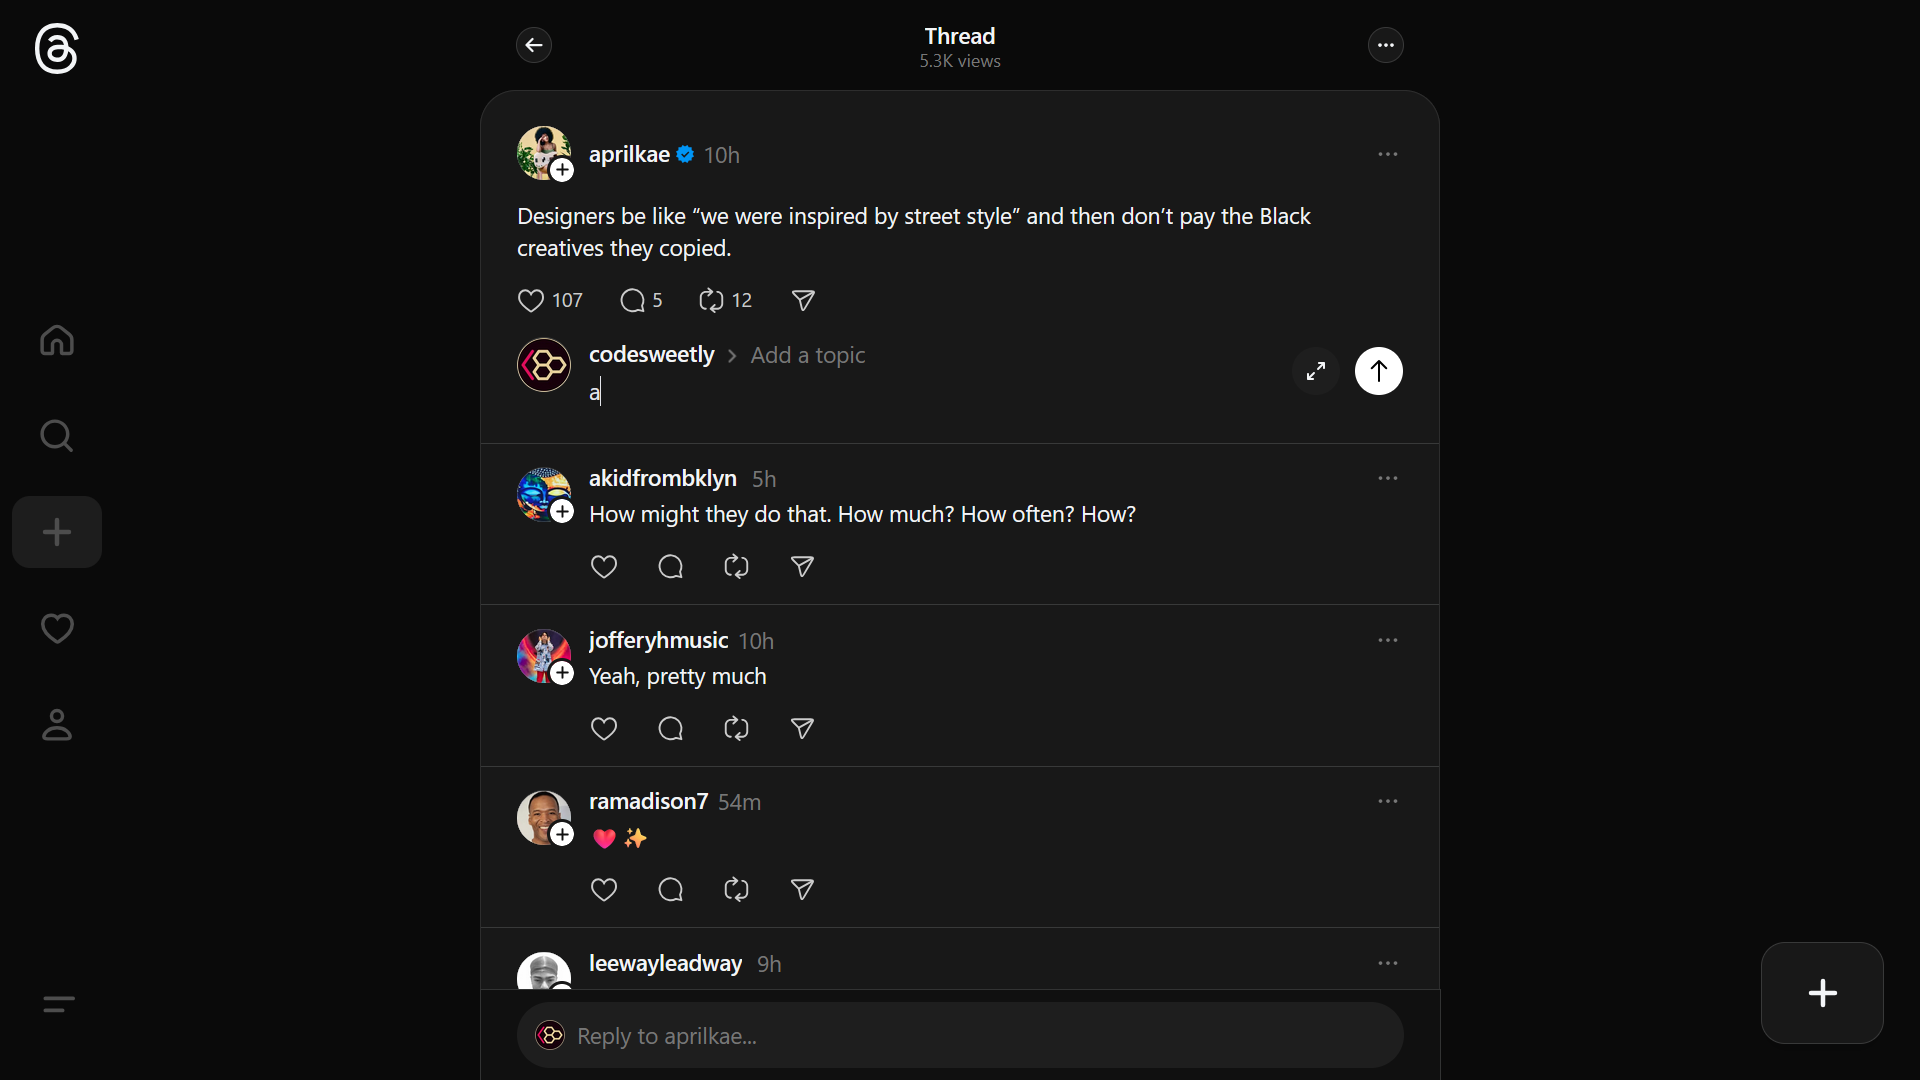 Thread
5.3K views
aprilkae 10h
Designers be like “we were inspired by street style” and then don’t pay the Black
creatives they copied.
107 5 12
codesweetly > Add a topic
a
akidfrombklyn 5h
How might they do that. How much? How often? How?
jofferyhmusic 10h
Yeah, pretty much
ramadison7 54m
❤️ ✨
leewayleadway 9h
Reply to aprilkae...